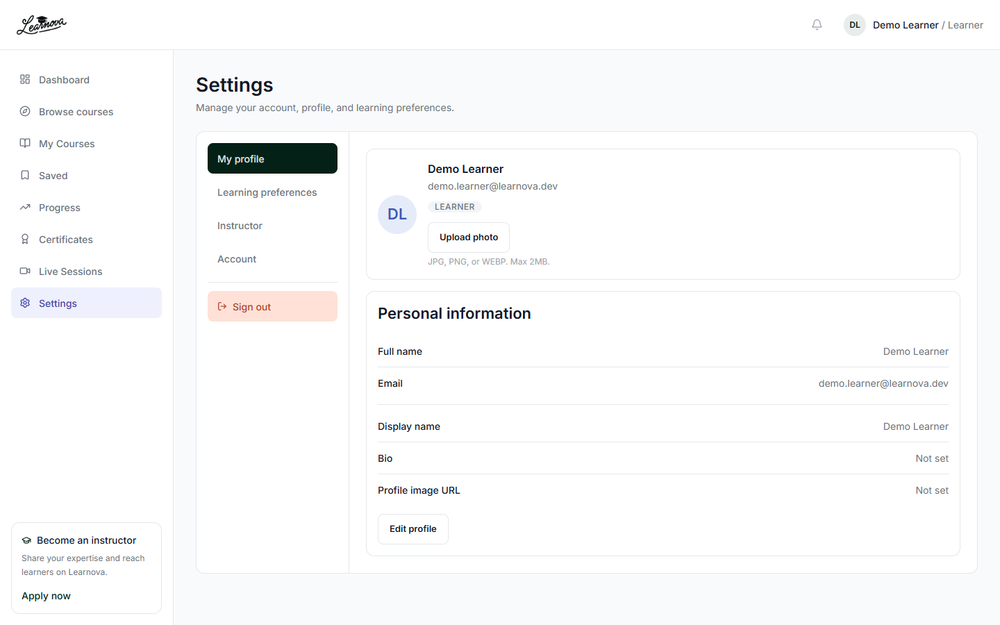 Learnova
DL
Demo Learner / Learner
Dashboard
Browse courses
My Courses
Saved
Progress
Certificates
Live Sessions
Settings
Become an instructor
Share your expertise and reach
learners on Learnova.
Apply now
Settings
Manage your account, profile, and learning preferences.
My profile
Learning preferences
Instructor
Account
Sign out
DL
Demo Learner
demo.learner@learnova.dev
LEARNER
Upload photo
JPG, PNG, or WEBP. Max 2MB.
Personal information
Full name Demo Learner
Email demo.learner@learnova.dev
Display name Demo Learner
Bio Not set
Profile image URL Not set
Edit profile